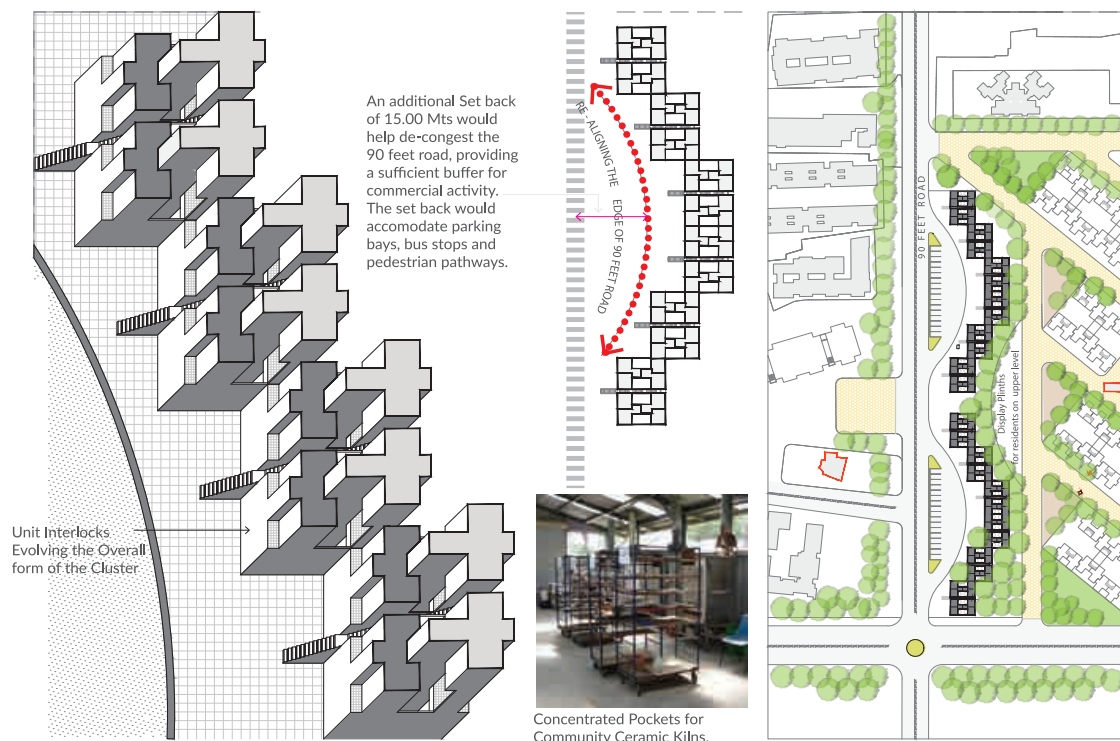 An additional Set back
of 15.00 Mts would
help de-congest the
90 feet road, providing
a sufficient buffer for
commercial activity.
The set back would
accomodate parking
bays, bus stops and
pedestrian pathways.
RE - ALIGNING THE EDGE OF 90 FEET ROAD
90 FEET ROAD
Display Plinths
for residents on upper level
Unit Interlocks
Evolving the Overall
form of the Cluster
Concentrated Pockets for
Community Ceramic Kilns.